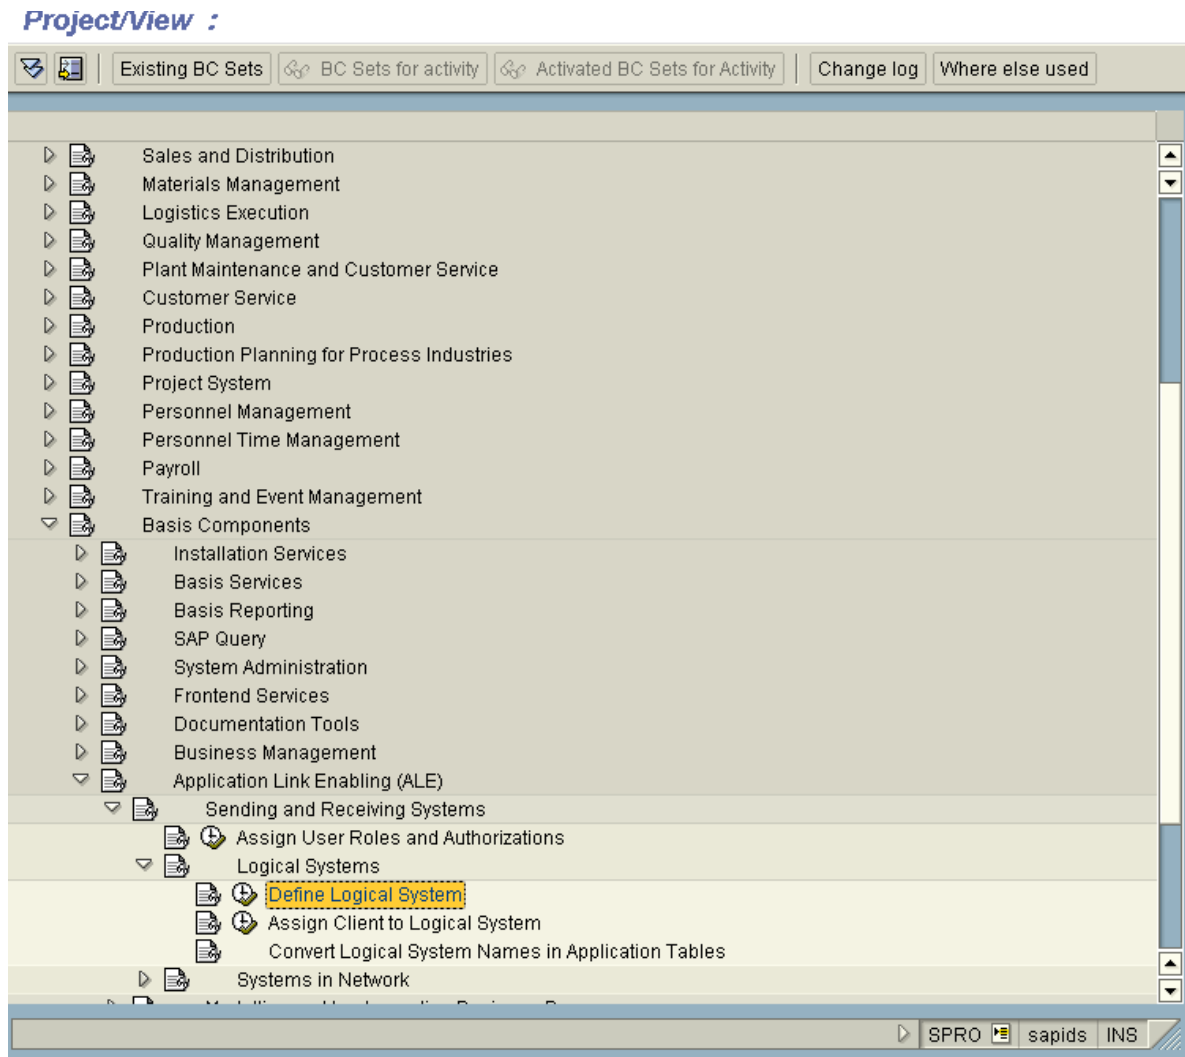 Project/View :
Existing BC Sets BC Sets for activity Activated BC Sets for Activity Change log Where else used
Sales and Distribution
Materials Management
Logistics Execution
Quality Management
Plant Maintenance and Customer Service
Customer Service
Production
Production Planning for Process Industries
Project System
Personnel Management
Personnel Time Management
Payroll
Training and Event Management
Basis Components
Installation Services
Basis Services
Basis Reporting
SAP Query
System Administration
Frontend Services
Documentation Tools
Business Management
Application Link Enabling (ALE)
Sending and Receiving Systems
Assign User Roles and Authorizations
Logical Systems
Define Logical System
Assign Client to Logical System
Convert Logical System Names in Application Tables
Systems in Network
SPRO sapids INS